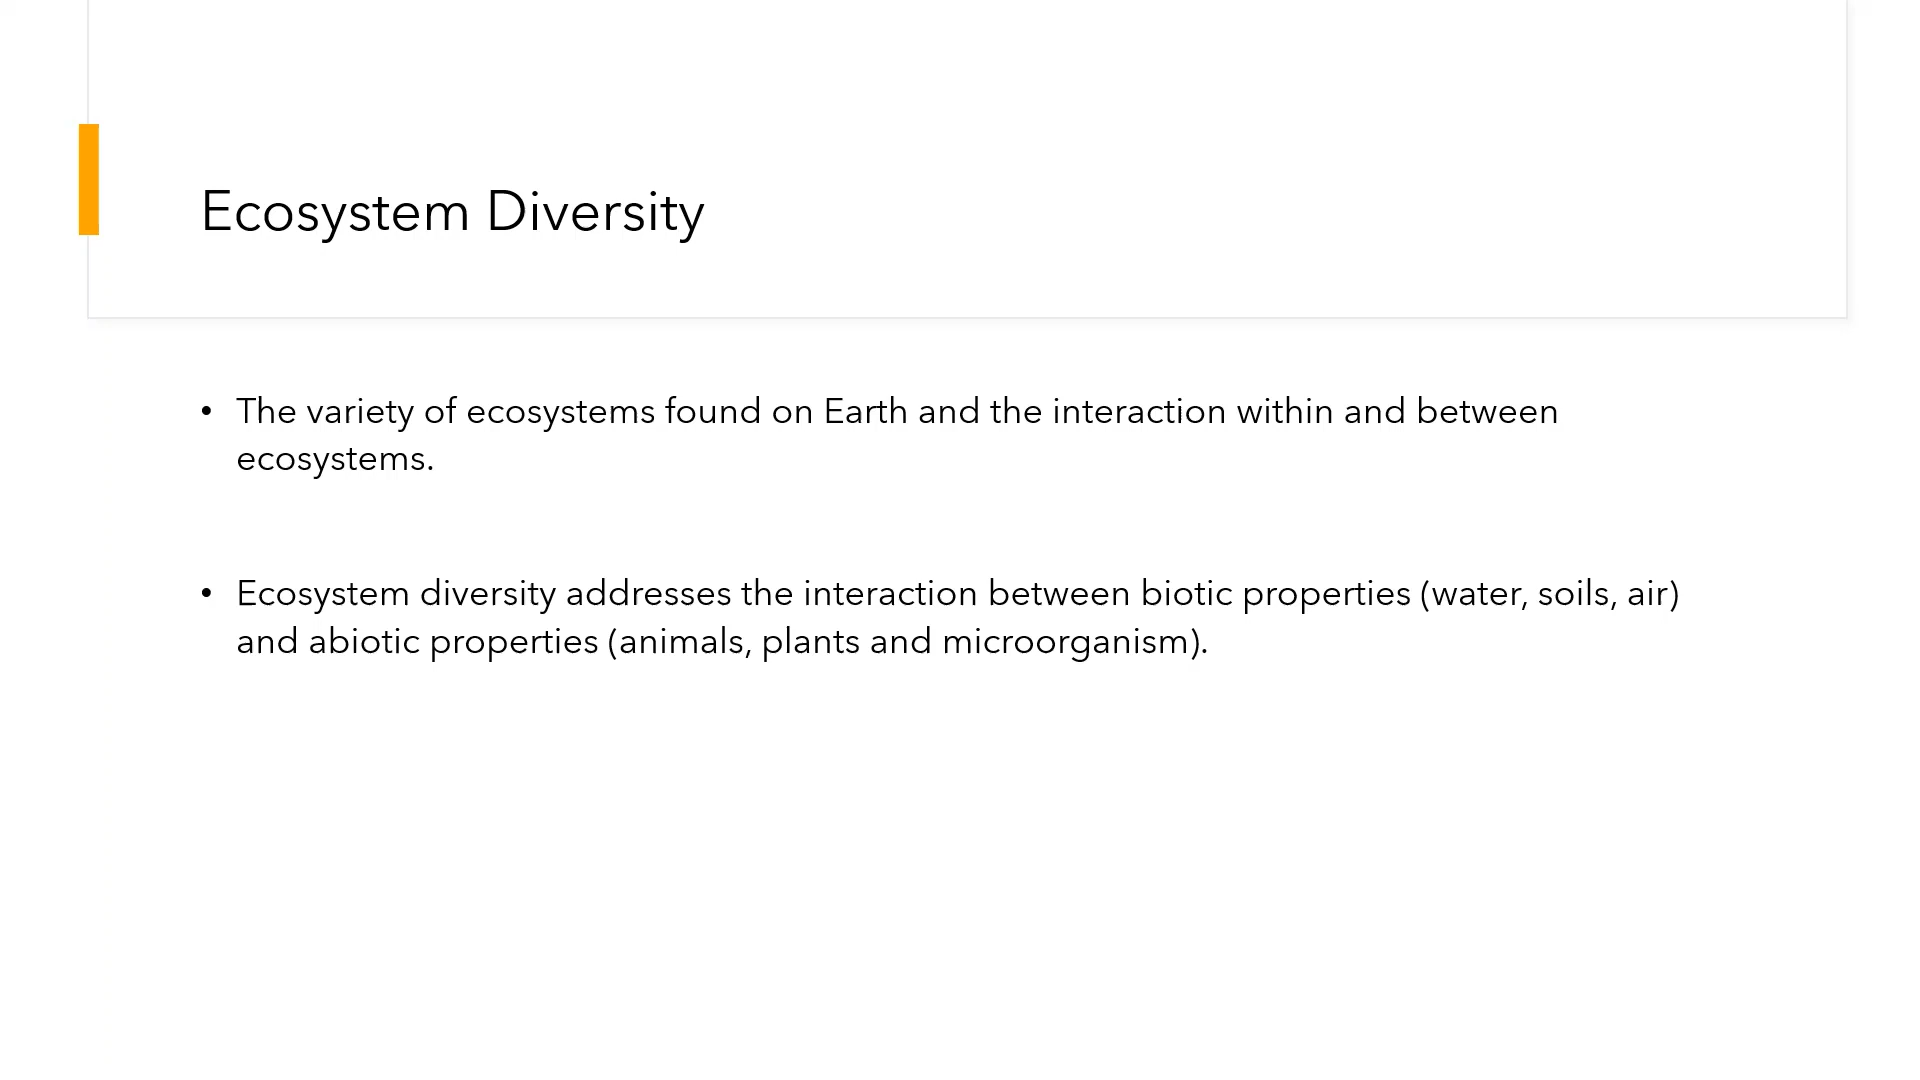 Ecosystem Diversity
• The variety of ecosystems found on Earth and the interaction within and between
ecosystems.
• Ecosystem diversity addresses the interaction between biotic properties (water, soils, air)
and abiotic properties (animals, plants and microorganism).